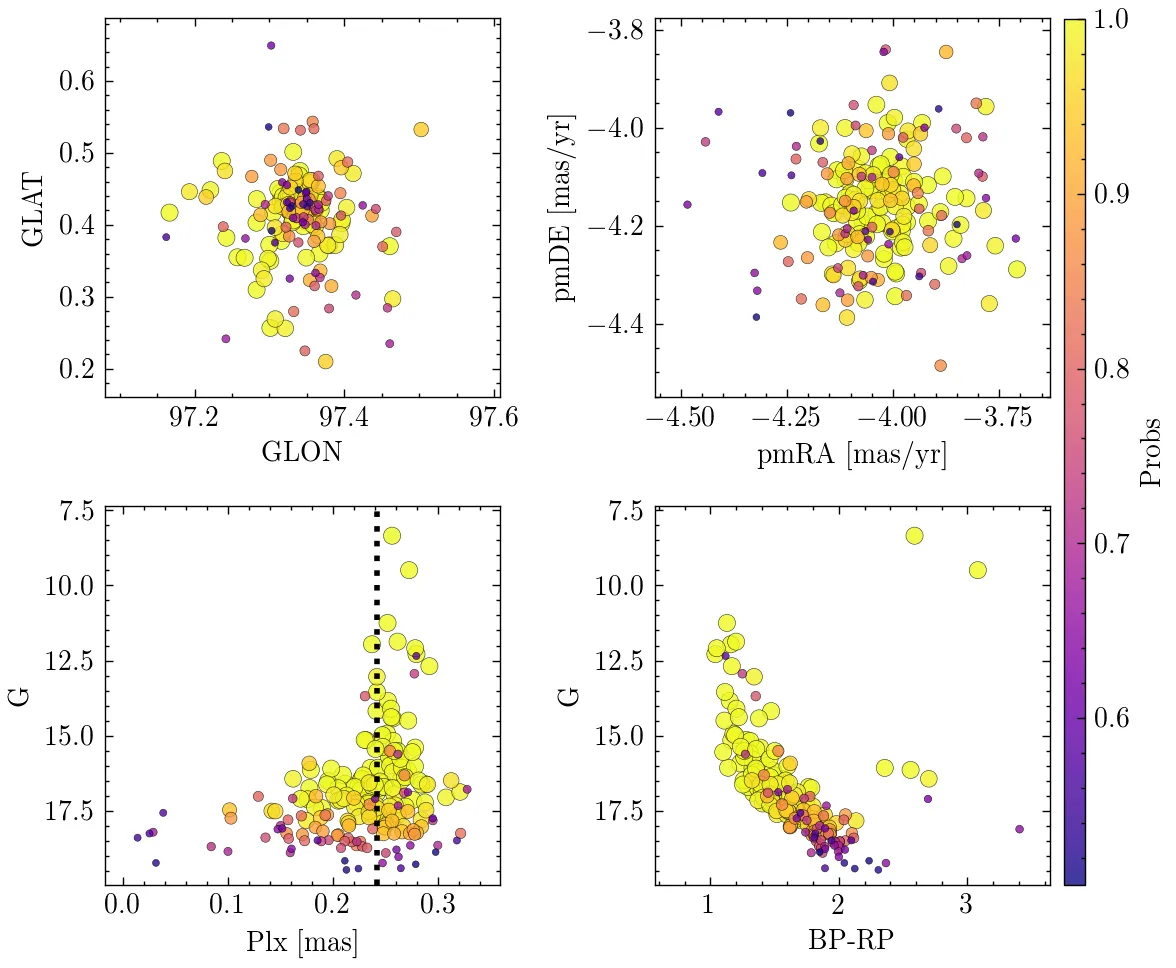 0.6
0.5
0.4
0.3
0.2
GLAT
97.2 97.4 97.6
GLON
−3.8
−4.0
−4.2
−4.4
pmDE [mas/yr]
−4.50 −4.25 −4.00 −3.75
pmRA [mas/yr]
7.5
10.0
12.5
15.0
17.5
G
0.0 0.1 0.2 0.3
Plx [mas]
7.5
10.0
12.5
15.0
17.5
G
1 2 3
BP-RP
1.0
0.9
0.8
0.7
0.6
Probs